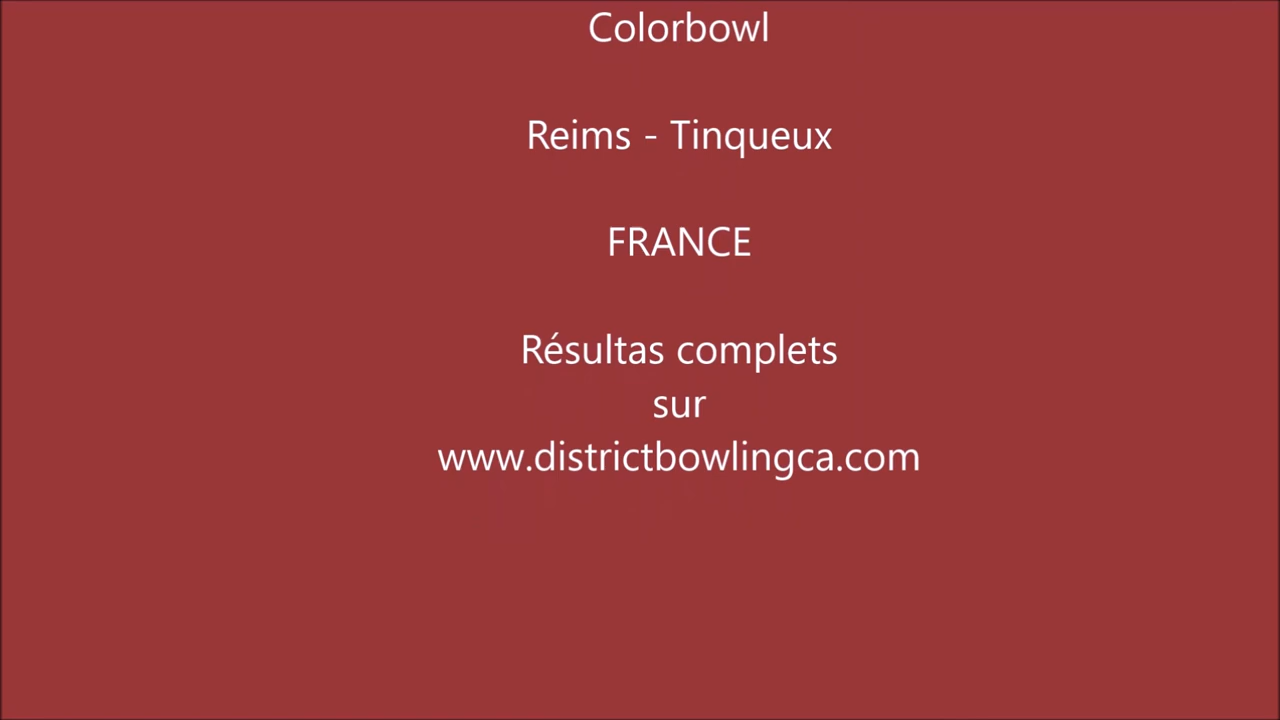 Colorbowl
Reims - Tinqueux
FRANCE
Résultas complets
sur
www.districtbowlingca.com